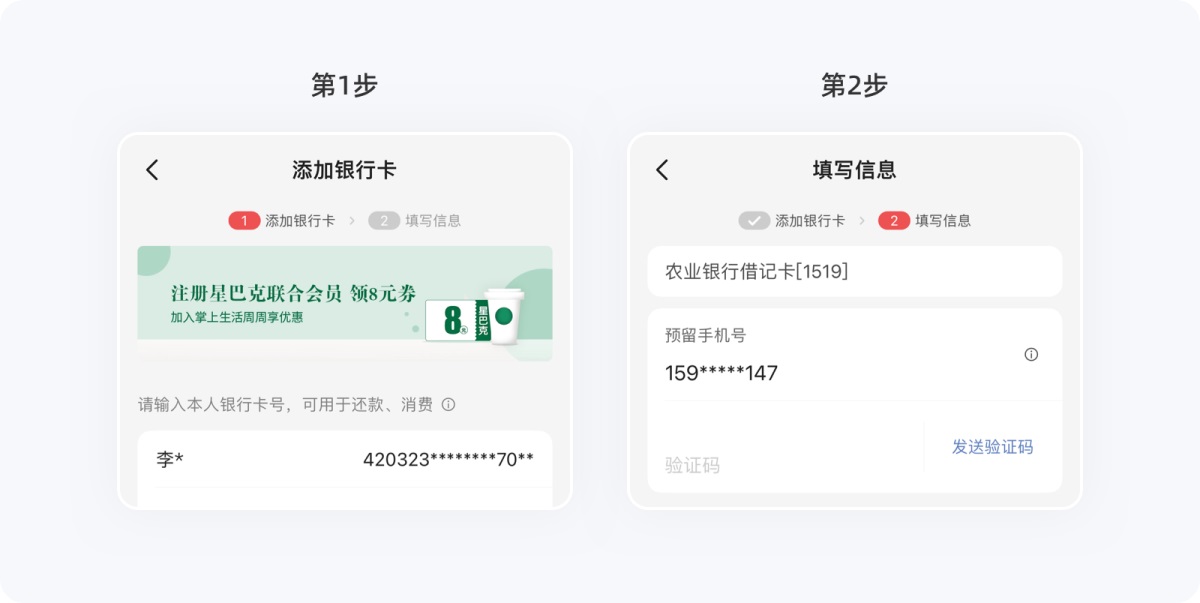 第1步
添加银行卡
1 添加银行卡 > 2 填写信息
注册星巴克联合会员 领8元券
加入掌上生活周周享优惠
8元
星巴克
请输入本人银行卡号，可用于还款、消费
李* 420323********70**
第2步
填写信息
添加银行卡 > 2 填写信息
农业银行借记卡[1519]
预留手机号
159*****147
验证码 发送验证码